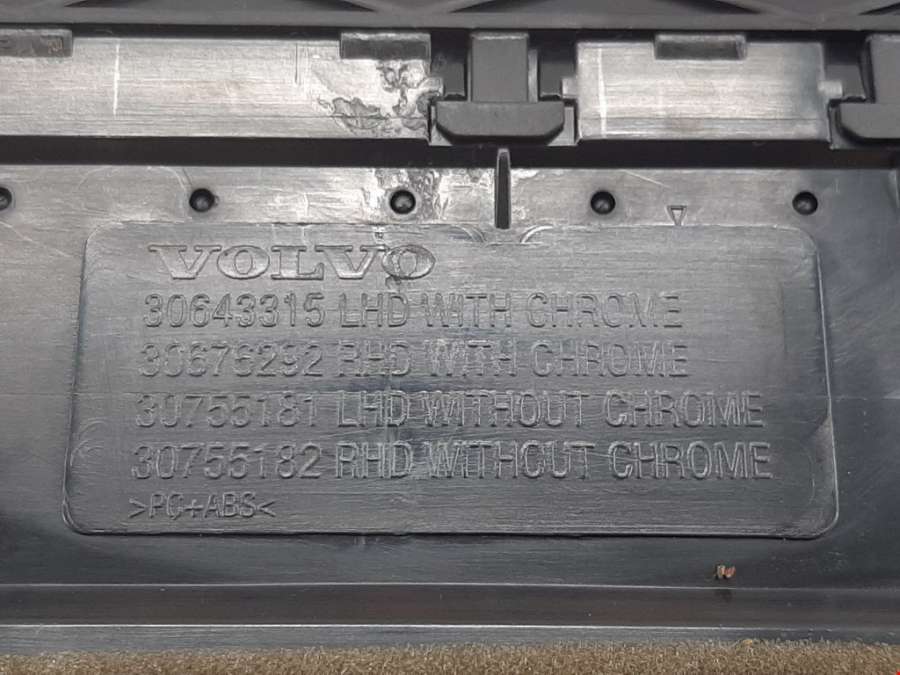 VOLVO
30643315 LHD WITH CHROME
30676292 RHD WITH CHROME
30755181 LHD WITHOUT CHROME
30755182 RHD WITHOUT CHROME
>PC+ABS<